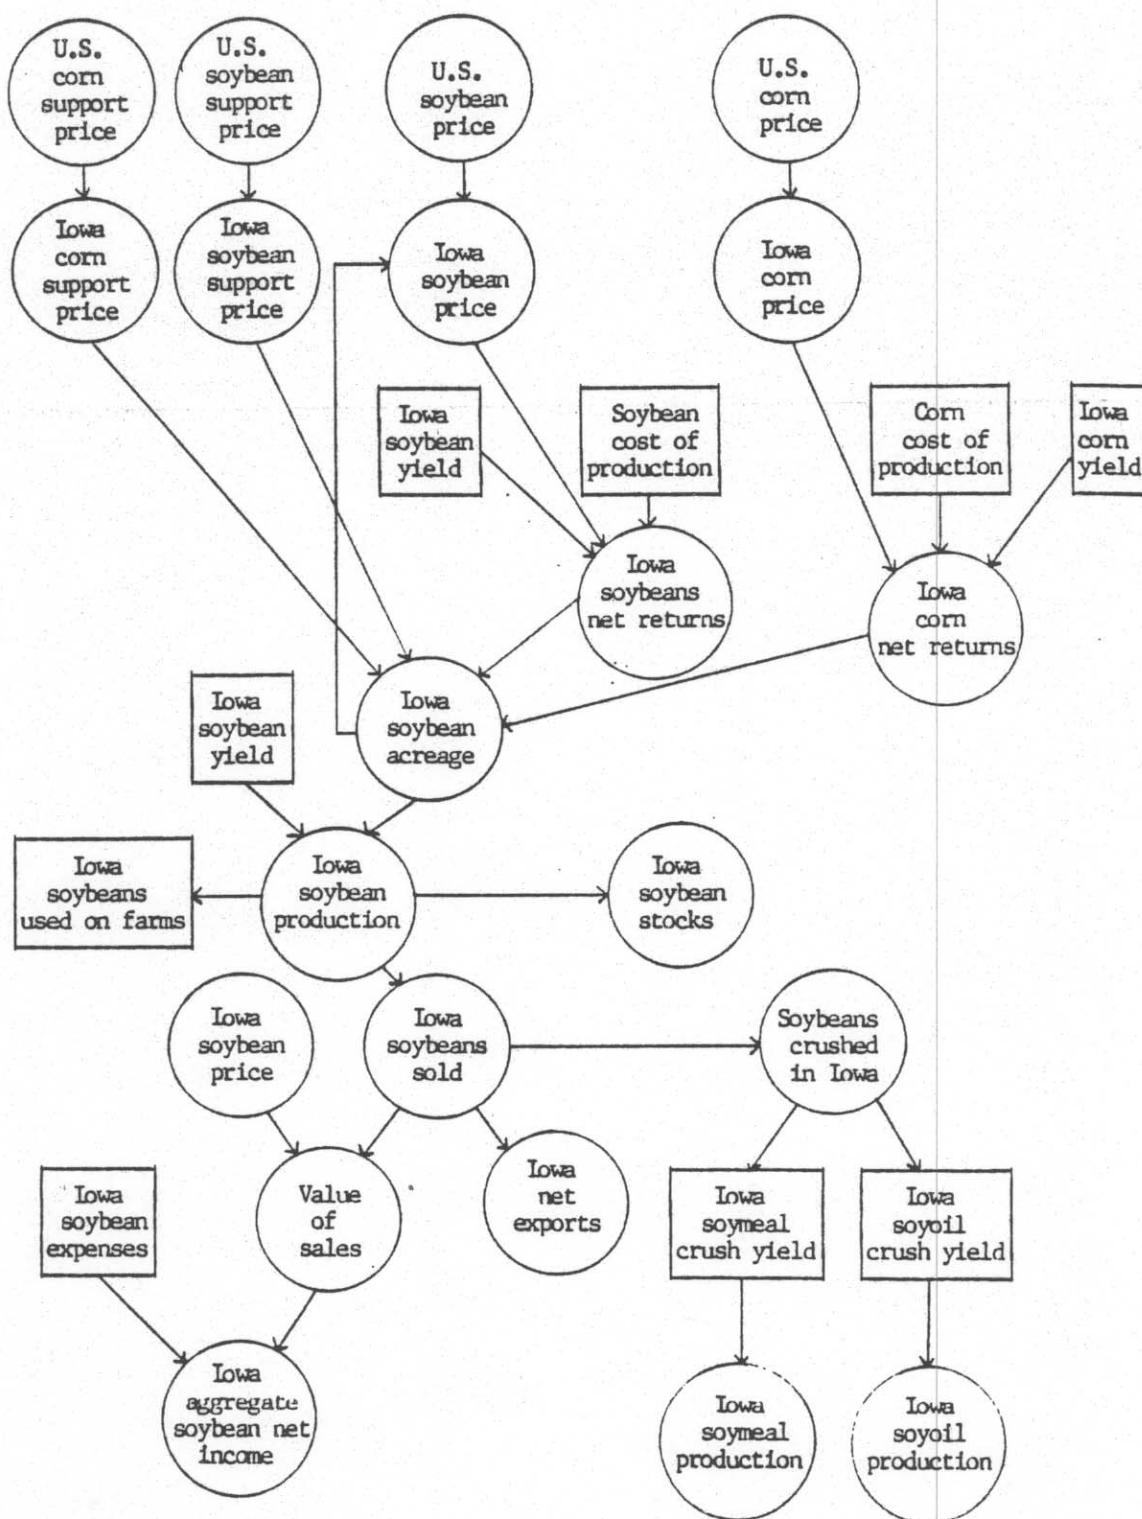 U.S.
corn
support
price
U.S.
soybean
support
price
U.S.
soybean
price
U.S.
corn
price
Iowa
corn
support
price
Iowa
soybean
support
price
Iowa
soybean
price
Iowa
corn
price
Iowa
soybean
yield
Soybean
cost of
production
Corn
cost of
production
Iowa
corn
yield
Iowa
soybeans
net returns
Iowa
corn
net returns
Iowa
soybean
acreage
Iowa
soybean
yield
Iowa
soybeans
used on farms
Iowa
soybean
production
Iowa
soybean
stocks
Iowa
soybean
price
Iowa
soybeans
sold
Soybeans
crushed
in Iowa
Iowa
soybean
expenses
Value
of
sales
Iowa
net
exports
Iowa
soymeal
crush yield
Iowa
soyoil
crush yield
Iowa
aggregate
soybean net
income
Iowa
soymeal
production
Iowa
soyoil
production